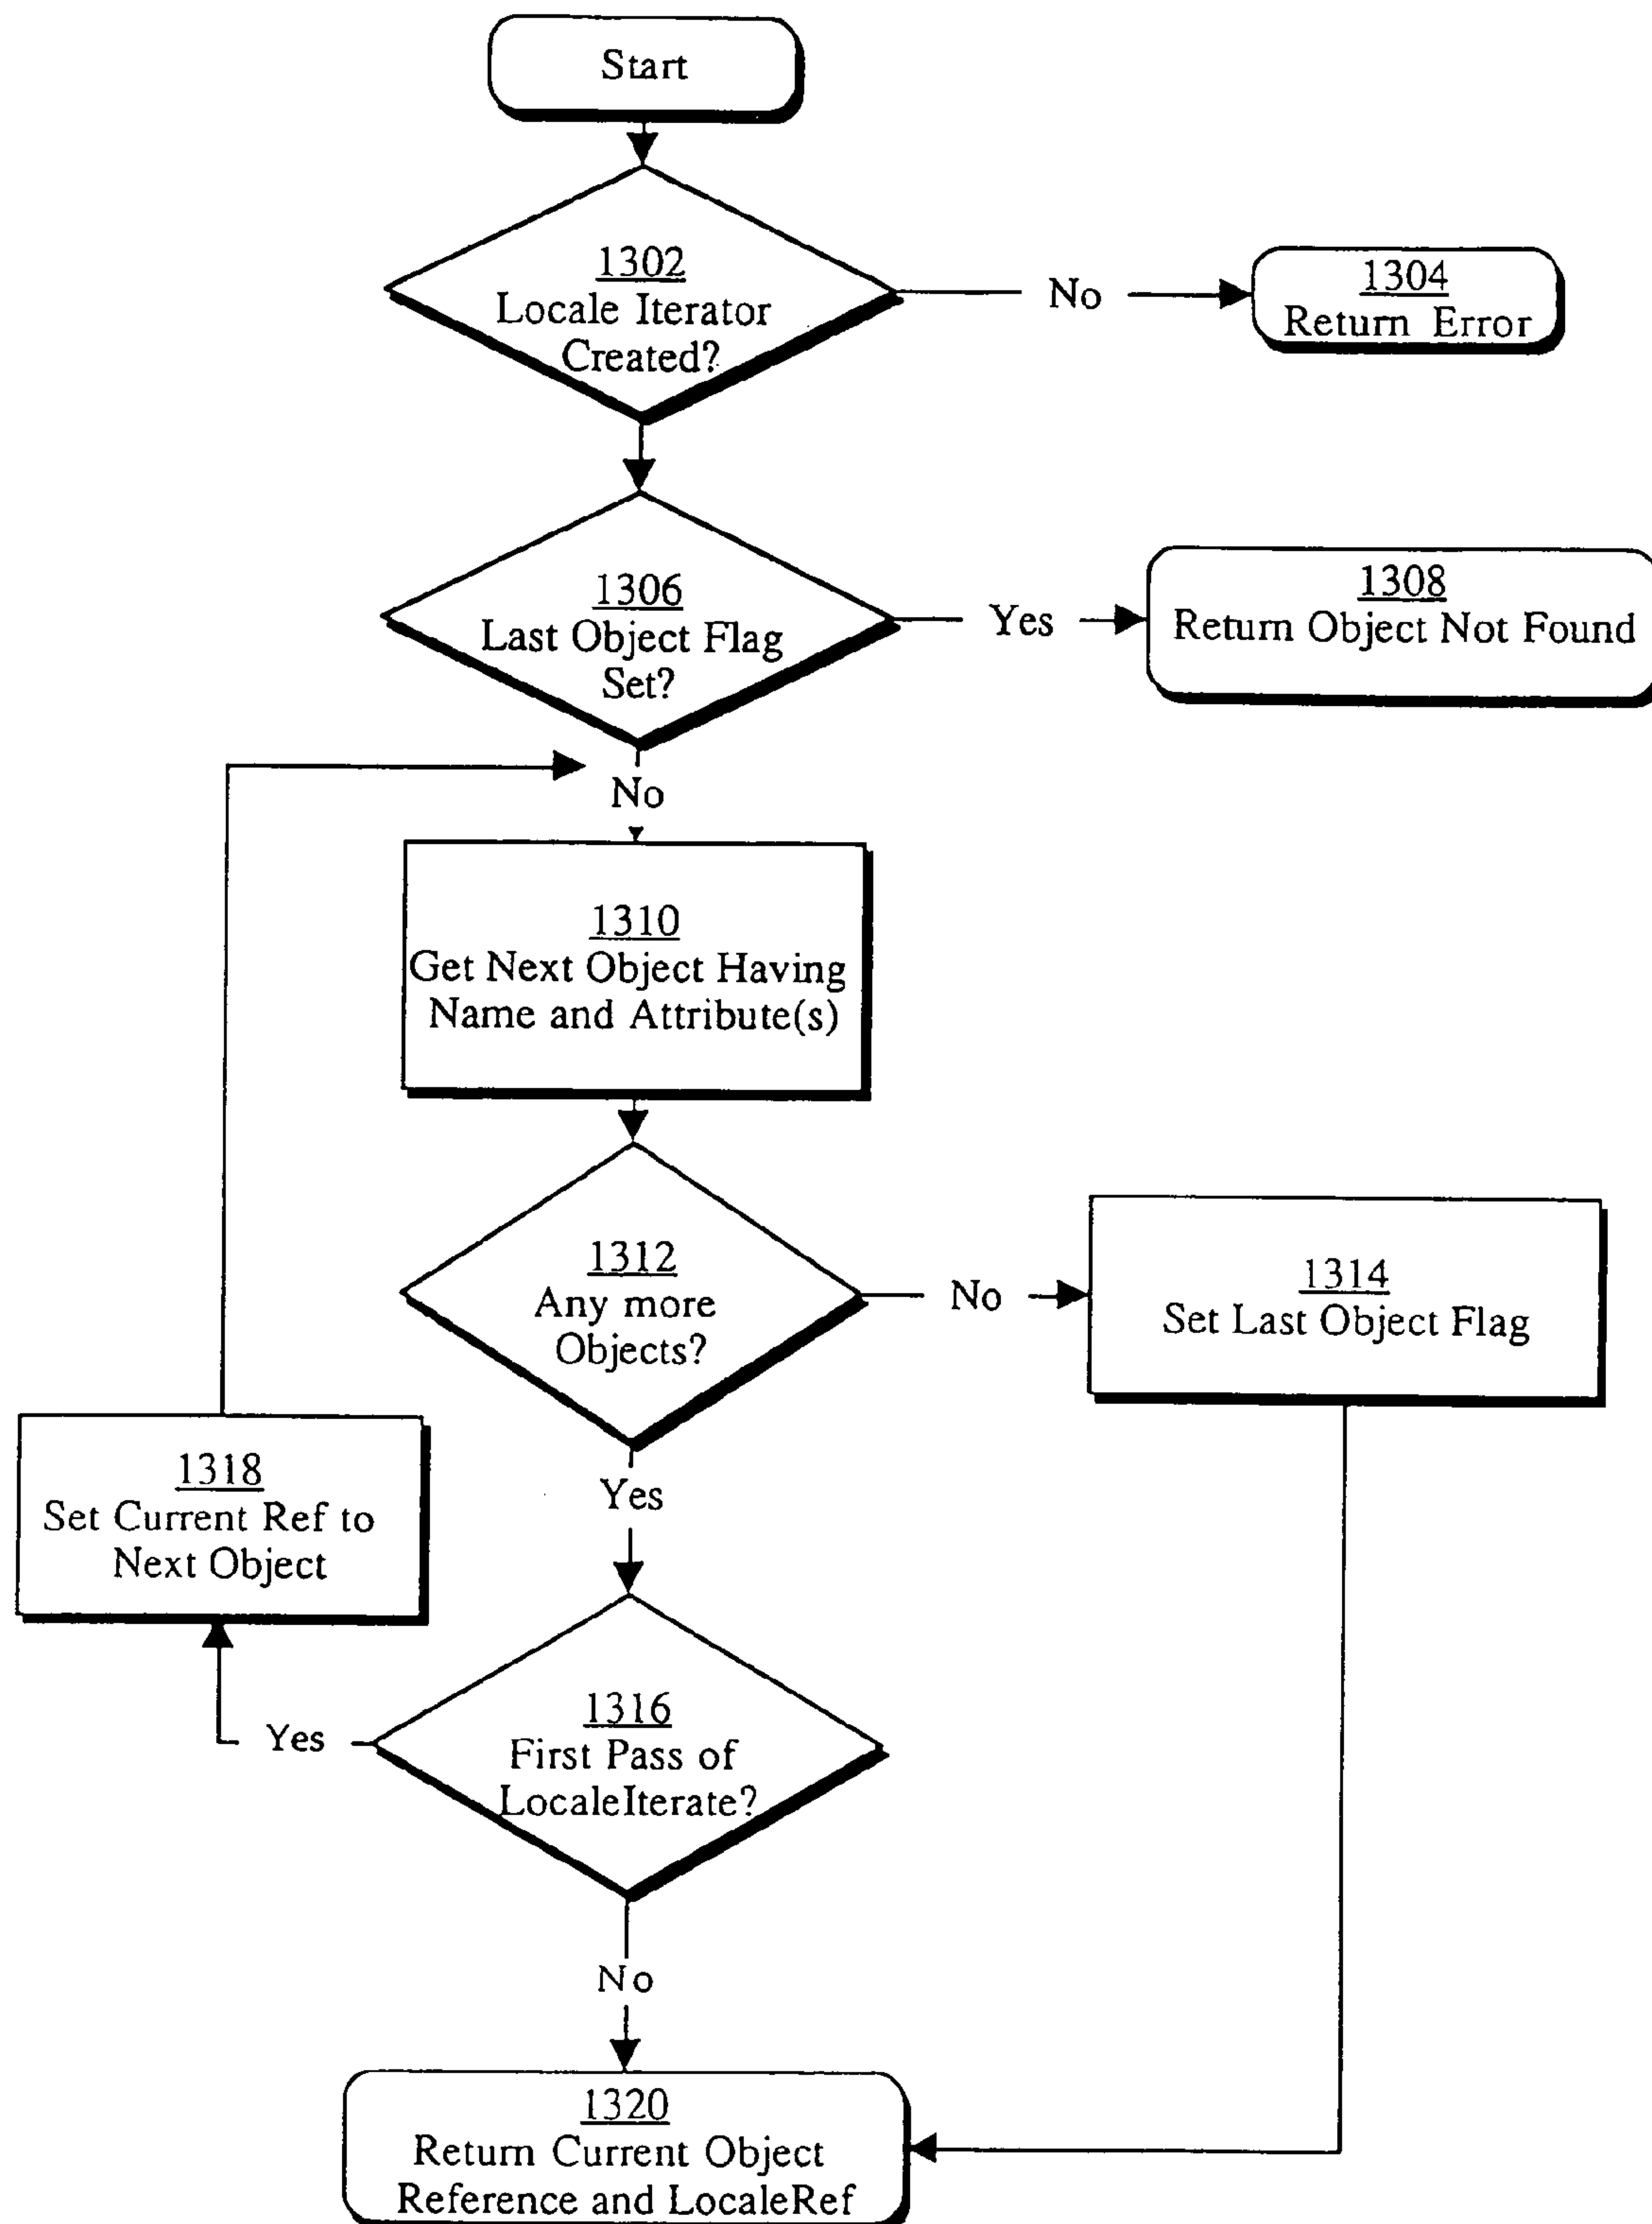 Start
1302
Locale Iterator
Created?
No
1304
Return Error
1306
Last Object Flag
Set?
Yes
1308
Return Object Not Found
No
1310
Get Next Object Having
Name and Attribute(s)
1312
Any more
Objects?
No
1314
Set Last Object Flag
Yes
1318
Set Current Ref to
Next Object
1316
First Pass of
LocaleIterate?
Yes
No
1320
Return Current Object
Reference and LocaleRef